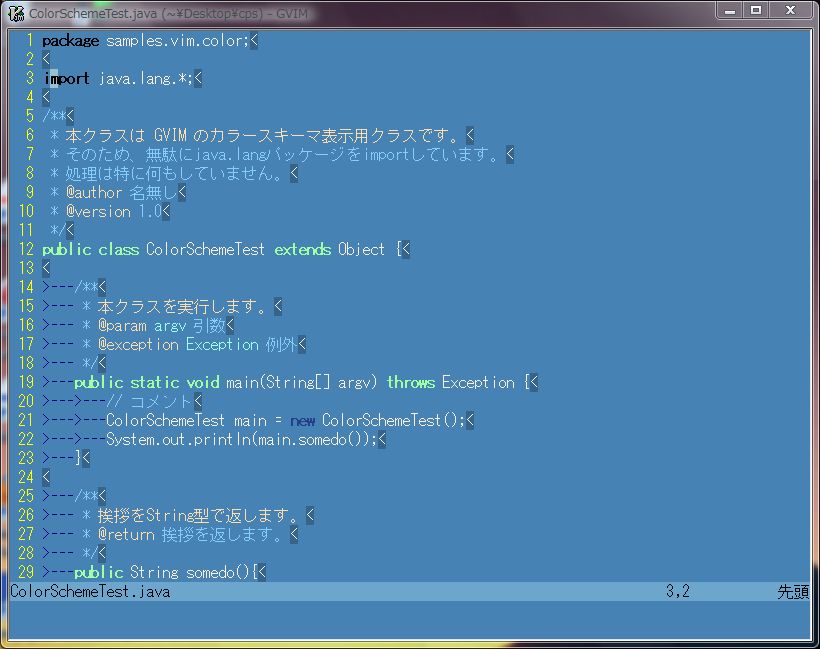 ColorSchemeTest.java (~¥Desktop¥cps) - GVIM
1 package samples.vim.color;<
2 <
3 import java.lang.*;<
4 <
5 /**<
6  * 本クラスは GVIM のカラースキーマ表示用クラスです。<
7  * そのため、無駄にjava.langパッケージをimportしています。<
8  * 処理は特に何もしていません。<
9  * @author 名無し<
10  * @version 1.0<
11  */<
12 public class ColorSchemeTest extends Object {<
13 <
14 >---/**<
15 >--- * 本クラスを実行します。<
16 >--- * @param argv 引数<
17 >--- * @exception Exception 例外<
18 >--- */<
19 >---public static void main(String[] argv) throws Exception {<
20 >--->---// コメント<
21 >--->---ColorSchemeTest main = new ColorSchemeTest();<
22 >--->---System.out.println(main.somedo());<
23 >---}<
24 <
25 >---/**<
26 >--- * 挨拶をString型で返します。<
27 >--- * @return 挨拶を返します。<
28 >--- */<
29 >---public String somedo(){<
ColorSchemeTest.java 3,2 先頭